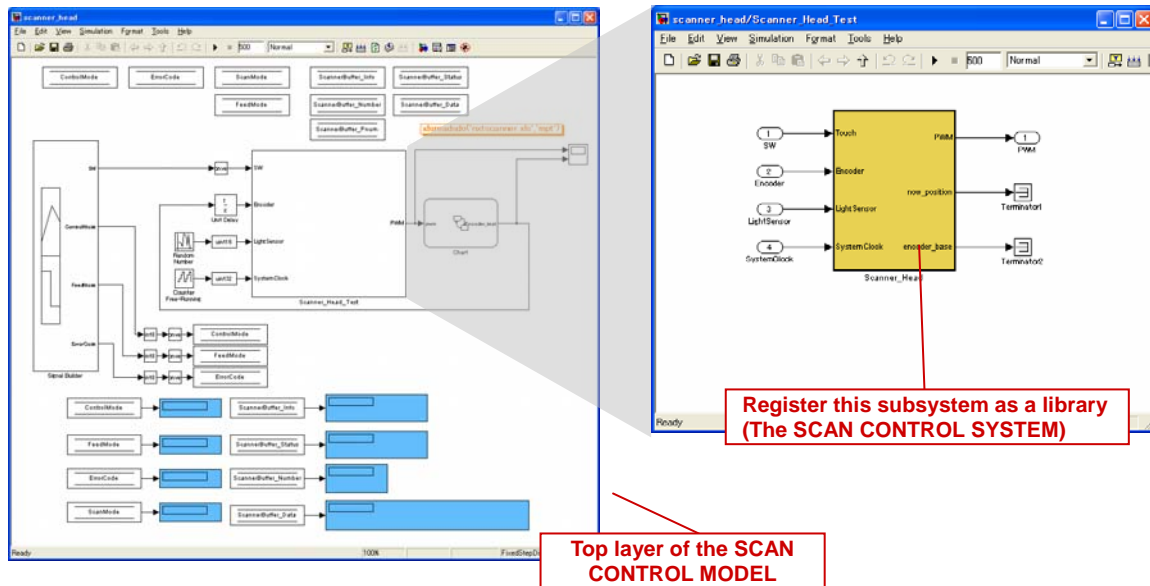 scanner_head
File Edit View Simulation Format Tools Help
500 Normal
ControlMode ErrorCode ScanMode ScannerBuffer_Info ScannerBuffer_Status
FeedMode ScannerBuffer_Number ScannerBuffer_Data
ScannerBuffer_Pnum
SW
SW
Encoder
Unit Delay
ControlMode
PWM
Random
Number
uint16
LightSensor
Chart
Counter
Free-Running
uint32
SystemClock
Scanner_Head_Test
FeedMode
ControlMode
FeedMode
ErrorCode
ErrorCode
Signal Builder
ControlMode ScannerBuffer_Info
FeedMode ScannerBuffer_Status
ErrorCode ScannerBuffer_Number
ScanMode ScannerBuffer_Data
Ready 100%
scanner_head/Scanner_Head_Test
File Edit View Simulation Format Tools Help
500 Normal
1 Touch PWM 1
SW PWM
2 Encoder
Encoder now_position
Terminator1
3 LightSensor
LightSensor
4 SystemClock encoder_base
SystemClock Terminator2
Scanner_Head
Ready
Register this subsystem as a library
(The SCAN CONTROL SYSTEM)
Top layer of the SCAN
CONTROL MODEL